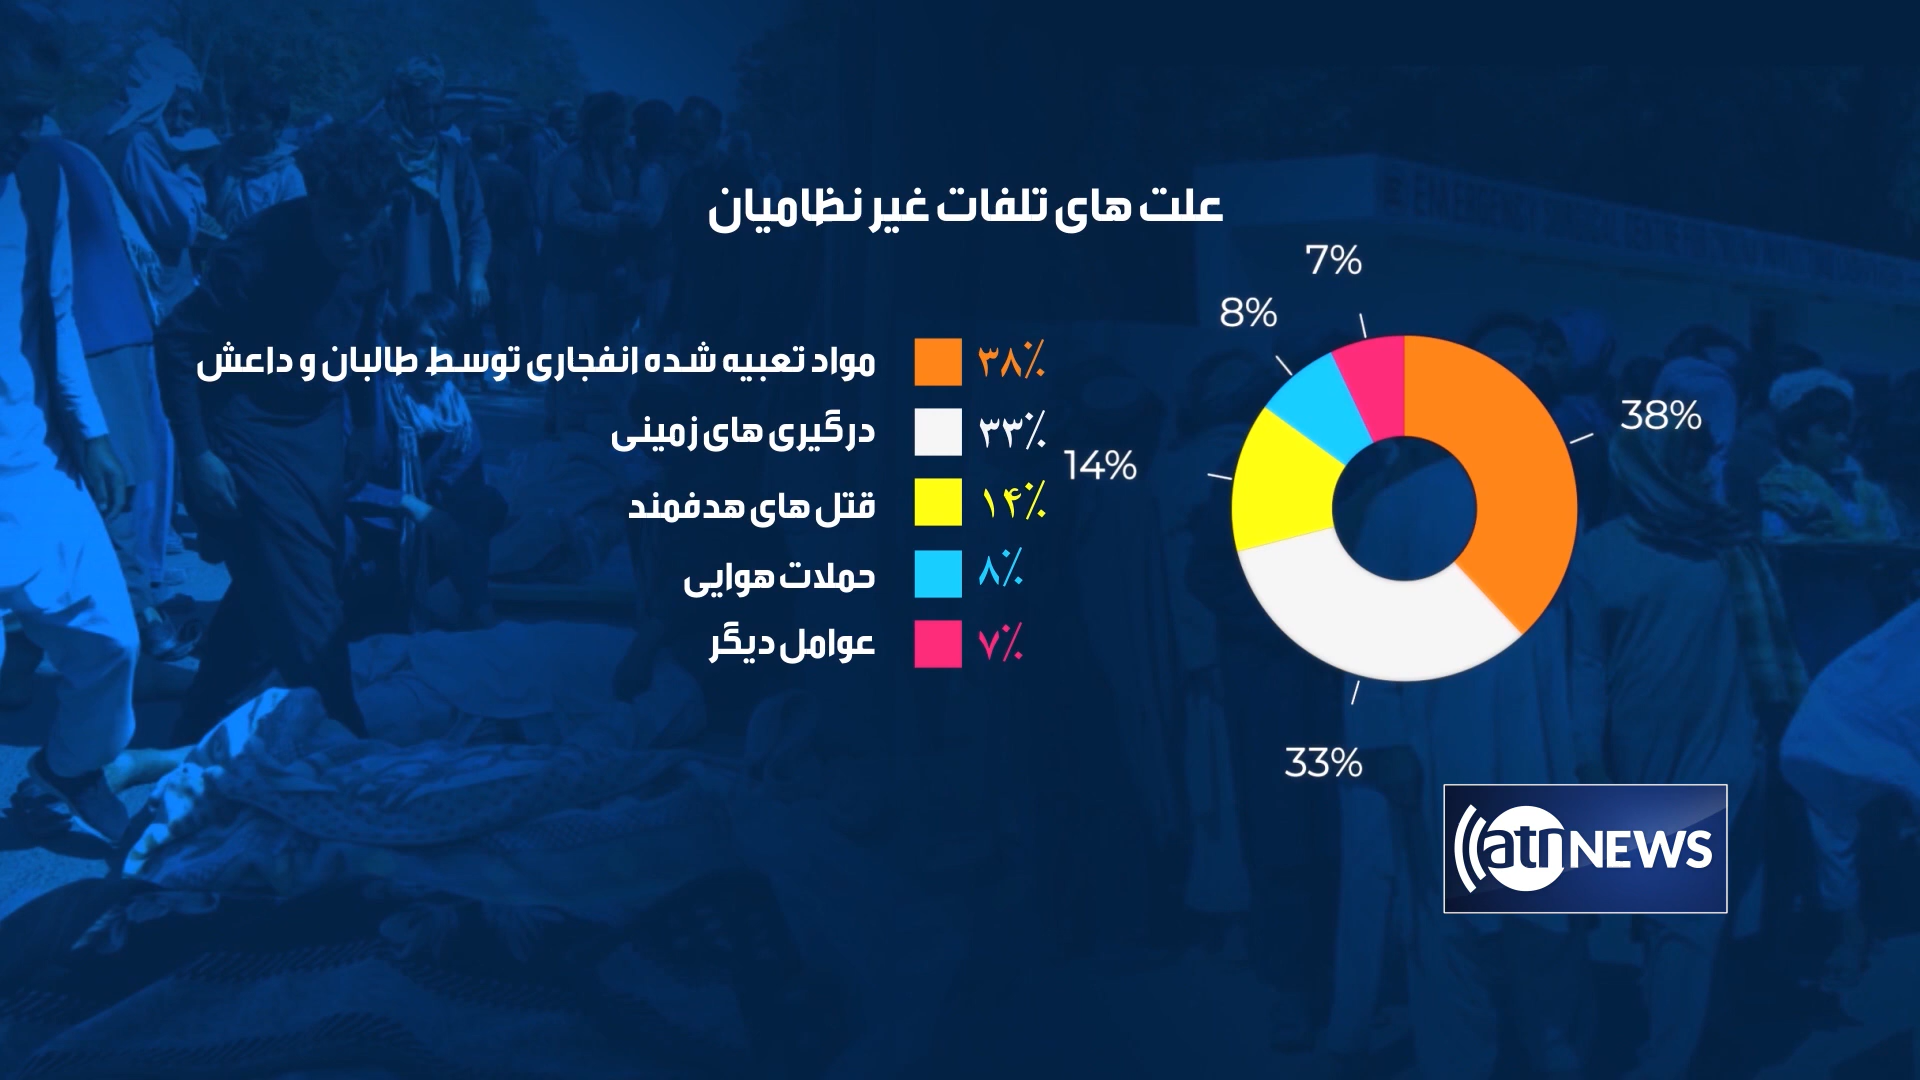 علت های تلفات غیر نظامیان
۳۸٪ مواد تعبیه شده انفجاری توسط طالبان و داعش
۳۳٪ درگیری های زمینی
۱۴٪ قتل های هدفمند
۸٪ حملات هوایی
۷٪ عوامل دیگر
7%
8%
38%
14%
33%
atn NEWS